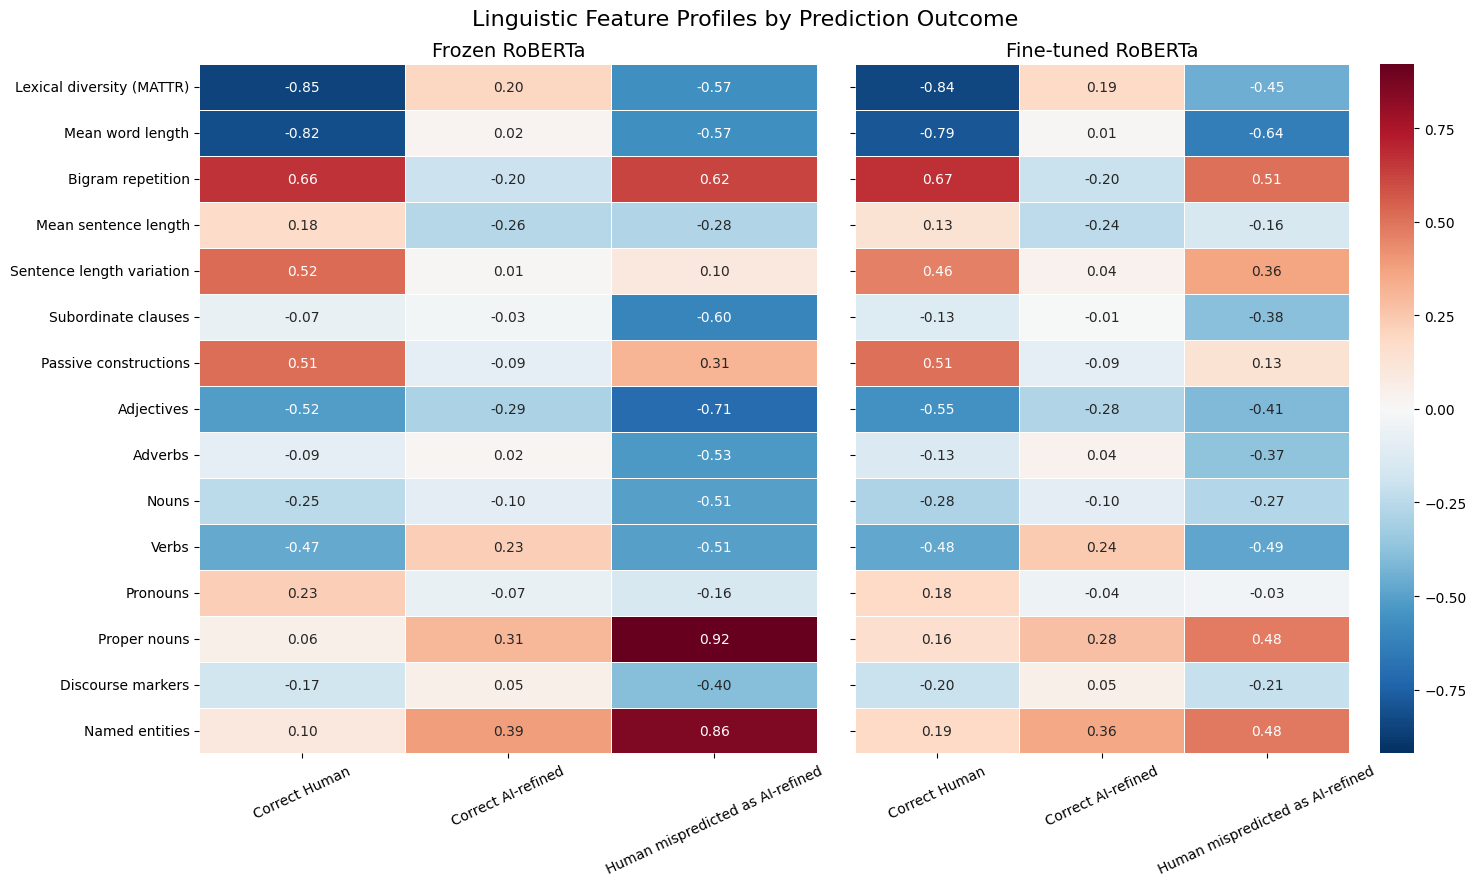 Linguistic Feature Profiles by Prediction Outcome
Frozen RoBERTa
Fine-tuned RoBERTa
Lexical diversity (MATTR) -0.85 0.20 -0.57 -0.84 0.19 -0.45
Mean word length -0.82 0.02 -0.57 -0.79 0.01 -0.64
Bigram repetition 0.66 -0.20 0.62 0.67 -0.20 0.51
Mean sentence length 0.18 -0.26 -0.28 0.13 -0.24 -0.16
Sentence length variation 0.52 0.01 0.10 0.46 0.04 0.36
Subordinate clauses -0.07 -0.03 -0.60 -0.13 -0.01 -0.38
Passive constructions 0.51 -0.09 0.31 0.51 -0.09 0.13
Adjectives -0.52 -0.29 -0.71 -0.55 -0.28 -0.41
Adverbs -0.09 0.02 -0.53 -0.13 0.04 -0.37
Nouns -0.25 -0.10 -0.51 -0.28 -0.10 -0.27
Verbs -0.47 0.23 -0.51 -0.48 0.24 -0.49
Pronouns 0.23 -0.07 -0.16 0.18 -0.04 -0.03
Proper nouns 0.06 0.31 0.92 0.16 0.28 0.48
Discourse markers -0.17 0.05 -0.40 -0.20 0.05 -0.21
Named entities 0.10 0.39 0.86 0.19 0.36 0.48
Correct Human
Correct AI-refined
Human mispredicted as AI-refined
Correct Human
Correct AI-refined
Human mispredicted as AI-refined
0.75
0.50
0.25
0.00
−0.25
−0.50
−0.75